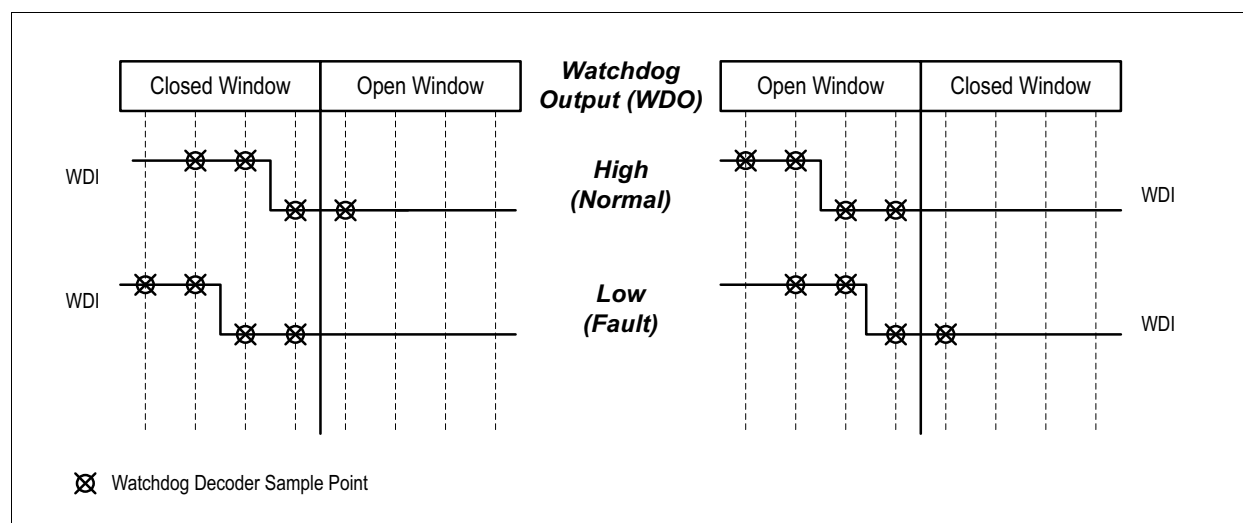 Closed Window
Open Window
Watchdog
Output (WDO)
Open Window
Closed Window
WDI
High
(Normal)
WDI
WDI
Low
(Fault)
WDI
Watchdog Decoder Sample Point